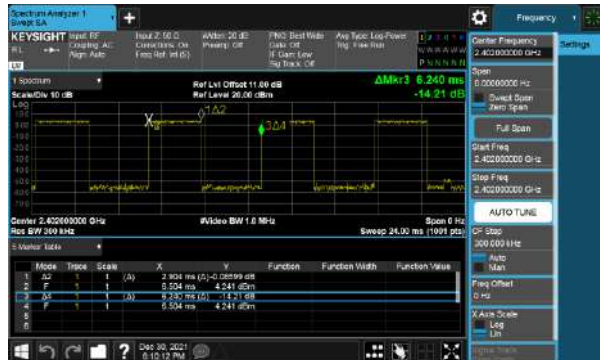 Spectrum Analyzer 1
Swept SA
Frequency
KEYSIGHT Input: RF
Input Z: 50 Ω
#Atten: 20 dB
PNO: Best Wide
Avg Type: Log-Power
Coupling: AC
Corrections: On
Preamp: Off
Gate: Off
Trig: Free Run
RL
Align: Auto
Freq Ref: Int (S)
IF Gain: Low
Sig Track: Off
PNNNNN
LW
Center Frequency
2.402000000 GHz
Settings
1 Spectrum
Ref Lvl Offset 11.00 dB
ΔMkr3 6.240 ms
Scale/Div 10 dB
Ref Level 20.00 dBm
-14.21 dB
Log
1Δ2
3Δ4
Span
0.00000000 Hz
Swept Span
Zero Span
Full Span
Start Freq
2.402000000 GHz
Stop Freq
2.402000000 GHz
AUTO TUNE
Center 2.402000000 GHz
#Video BW 1.0 MHz
Span 0 Hz
Res BW 300 kHz
Sweep 24.00 ms (1001 pts)
CF Step
300.000 kHz
Auto
Man
5 Marker Table
Mode Trace Scale X Y Function Function Width Function Value
1 Δ2 1 t (Δ) 2.904 ms (Δ) -0.08599 dB
2 F 1 t 6.504 ms 4.241 dBm
3 Δ4 1 t (Δ) 6.240 ms (Δ) -14.21 dB
4 F 1 t 6.504 ms 4.241 dBm
5
6
Freq Offset
0 Hz
X Axis Scale
Log
Lin
Signal Track
Dec 30, 2021
6:10:12 PM